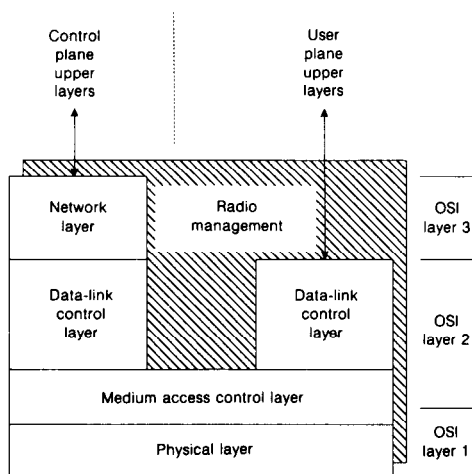 Control
plane
upper
layers
User
plane
upper
layers
Network
layer
Radio
management
OSI
layer 3
Data-link
control
layer
Data-link
control
layer
OSI
layer 2
Medium access control layer
Physical layer
OSI
layer 1